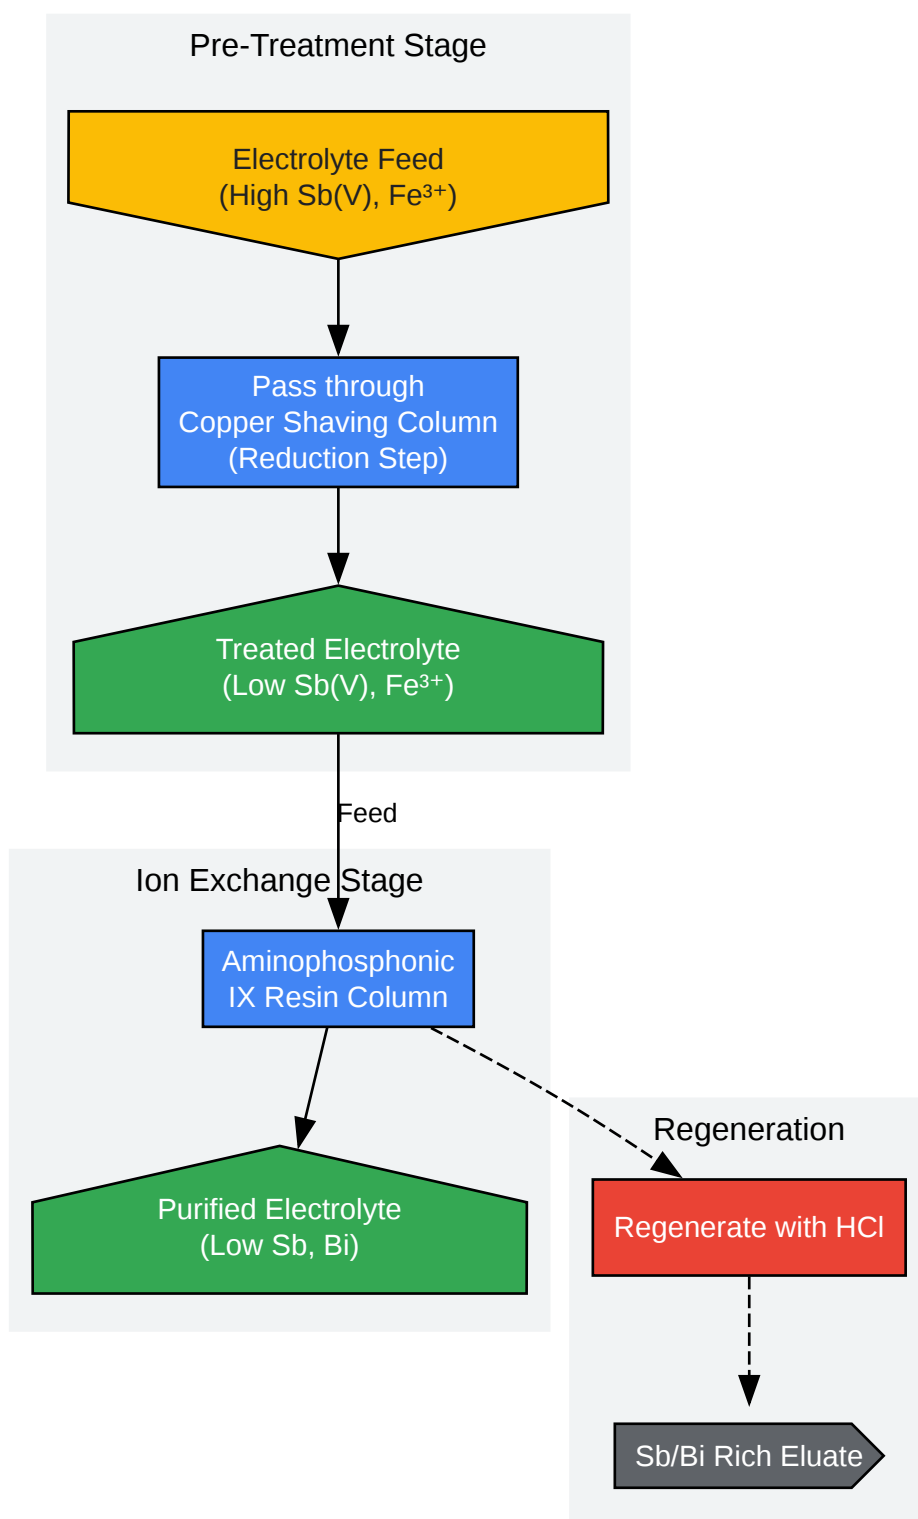 Pre-Treatment Stage
Electrolyte Feed
(High Sb(V), Fe³⁺)
Pass through
Copper Shaving Column
(Reduction Step)
Treated Electrolyte
(Low Sb(V), Fe³⁺)
Feed
Ion Exchange Stage
Aminophosphonic
IX Resin Column
Purified Electrolyte
(Low Sb, Bi)
Regeneration
Regenerate with HCl
Sb/Bi Rich Eluate